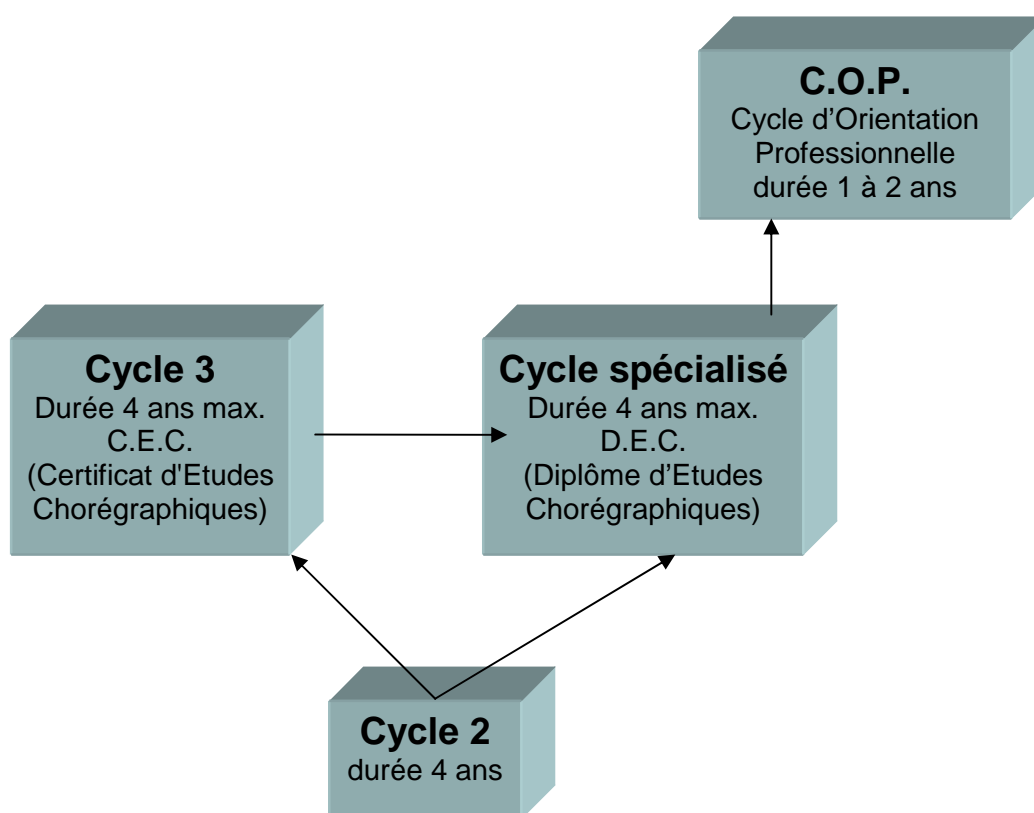 C.O.P.
Cycle d’Orientation
Professionnelle
durée 1 à 2 ans
Cycle 3
Durée 4 ans max.
C.E.C.
(Certificat d'Etudes
Chorégraphiques)
Cycle spécialisé
Durée 4 ans max.
D.E.C.
(Diplôme d’Etudes
Chorégraphiques)
Cycle 2
durée 4 ans